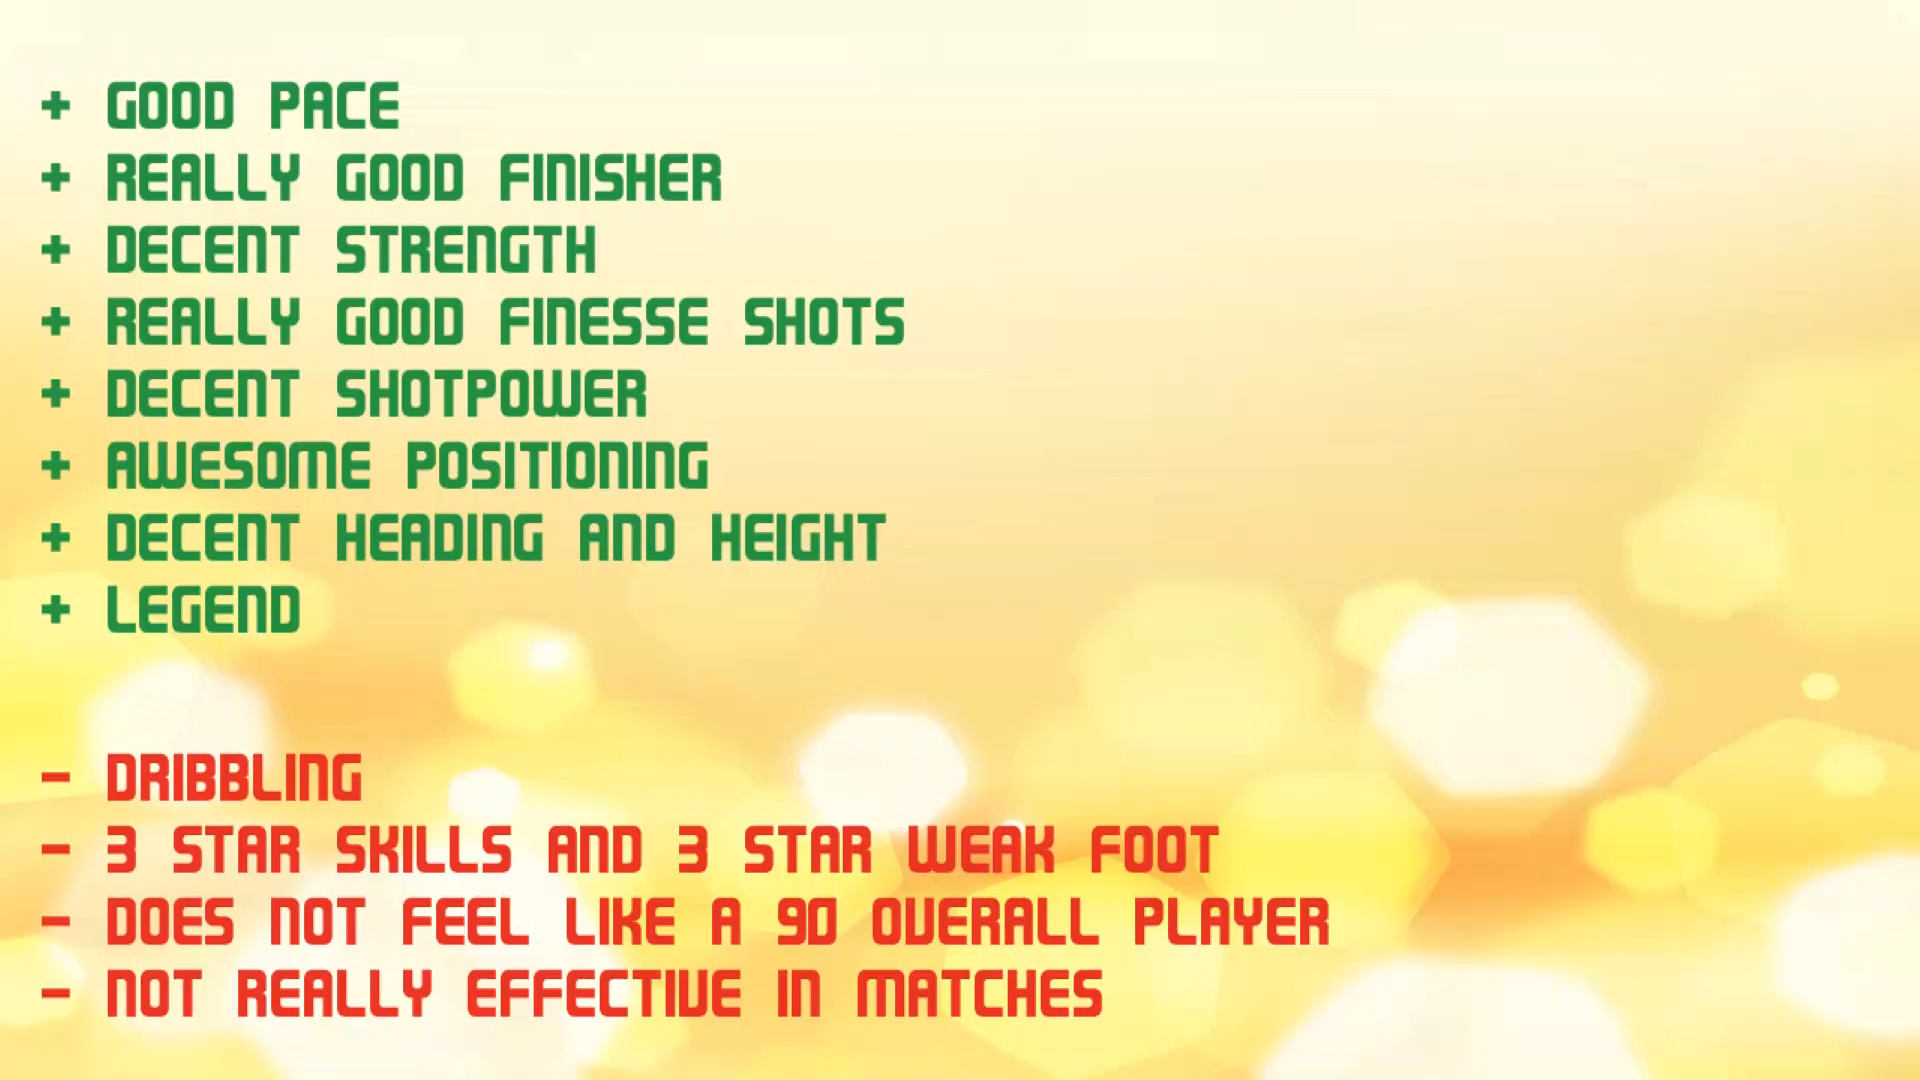 + GOOD PACE
+ REALLY GOOD FINISHER
+ DECENT STRENGTH
+ REALLY GOOD FINESSE SHOTS
+ DECENT SHOTPOWER
+ AWESOME POSITIONING
+ DECENT HEADING AND HEIGHT
+ LEGEND
- DRIBBLING
- 3 STAR SKILLS AND 3 STAR WEAK FOOT
- DOES NOT FEEL LIKE A 90 OVERALL PLAYER
- NOT REALLY EFFECTIVE IN MATCHES